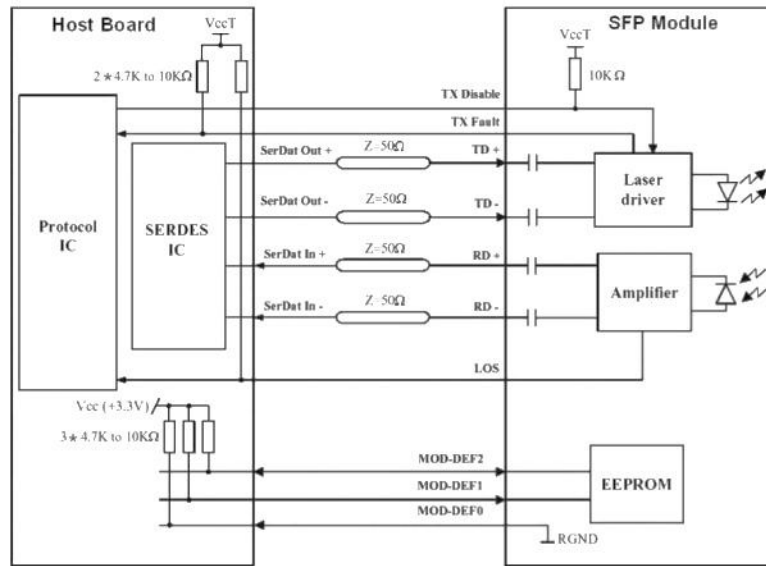 Host Board
SFP Module
VccT
VccT
2★4.7K to 10KΩ
10KΩ
TX Disable
TX Fault
SerDat Out +
Z=50Ω
TD +
Laser
driver
SerDat Out -
Z=50Ω
TD -
Protocol
IC
SERDES
IC
SerDat In +
Z=50Ω
RD +
Amplifier
SerDat In -
Z=50Ω
RD -
LOS
Vcc (+3.3V)
3★4.7K to 10KΩ
MOD-DEF2
EEPROM
MOD-DEF1
MOD-DEF0
RGND